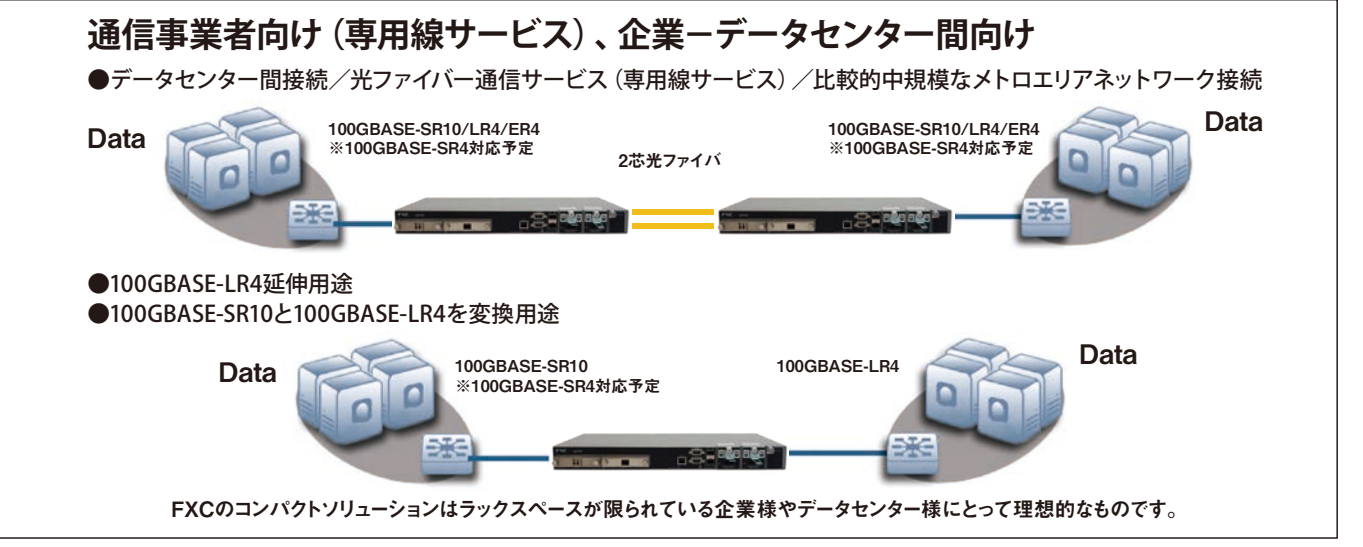 通信事業者向け（専用線サービス）、企業－データセンター間向け
●データセンター間接続／光ファイバー通信サービス（専用線サービス）／比較的中規模なメトロエリアネットワーク接続
Data
100GBASE-SR10/LR4/ER4
※100GBASE-SR4対応予定
2芯光ファイバ
100GBASE-SR10/LR4/ER4
※100GBASE-SR4対応予定
Data
FXC
FXC
●100GBASE-LR4延伸用途
●100GBASE-SR10と100GBASE-LR4を変換用途
Data
100GBASE-SR10
※100GBASE-SR4対応予定
100GBASE-LR4
Data
FXC
FXCのコンパクトソリューションはラックスペースが限られている企業様やデータセンター様にとって理想的なものです。